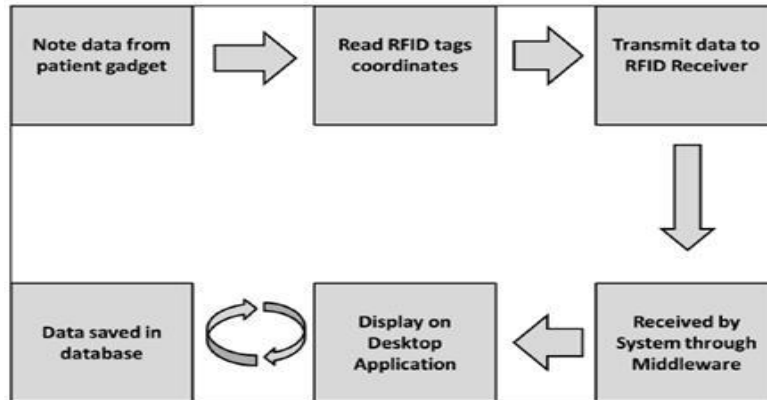 Note data from
patient gadget
Read RFID tags
coordinates
Transmit data to
RFID Receiver
Data saved in
database
Display on
Desktop
Application
Received by
System through
Middleware